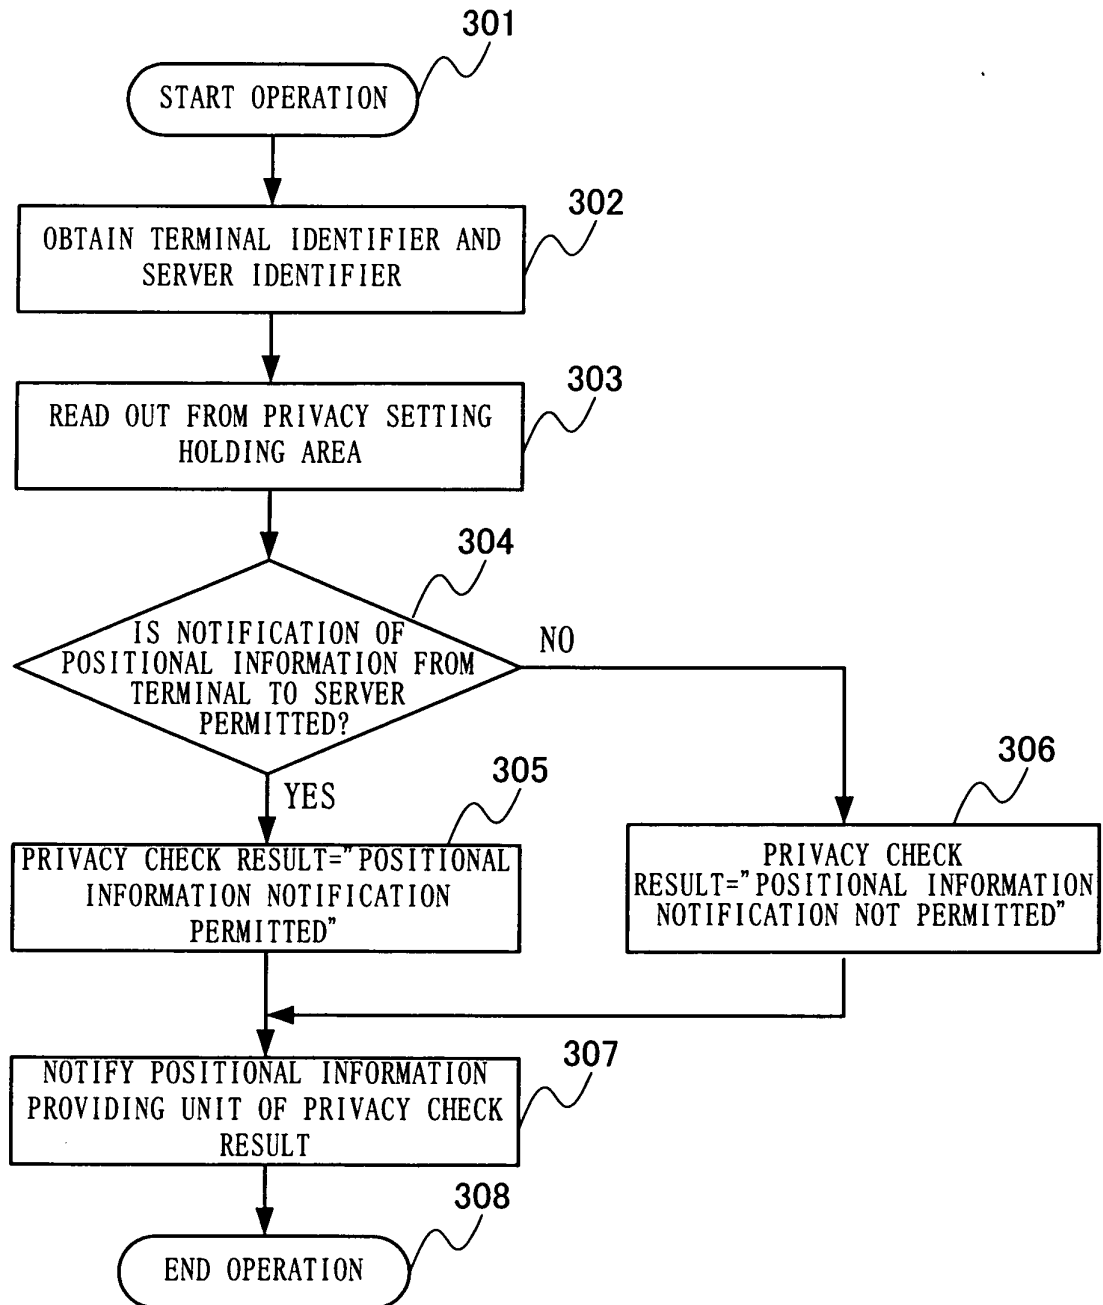 301
START OPERATION
302
OBTAIN TERMINAL IDENTIFIER AND
SERVER IDENTIFIER
303
READ OUT FROM PRIVACY SETTING
HOLDING AREA
304
IS NOTIFICATION OF
POSITIONAL INFORMATION FROM
TERMINAL TO SERVER
PERMITTED?
NO
YES
305
PRIVACY CHECK RESULT="POSITIONAL
INFORMATION NOTIFICATION
PERMITTED"
306
PRIVACY CHECK
RESULT="POSITIONAL INFORMATION
NOTIFICATION NOT PERMITTED"
307
NOTIFY POSITIONAL INFORMATION
PROVIDING UNIT OF PRIVACY CHECK
RESULT
308
END OPERATION